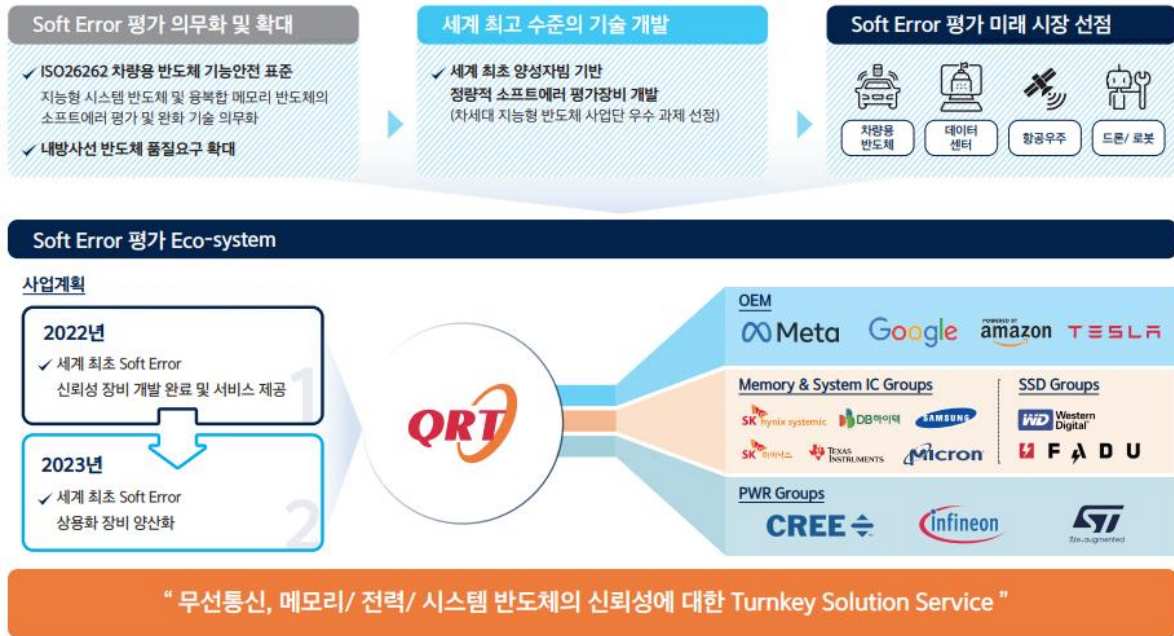 Soft Error 평가 의무화 및 확대
✓ ISO26262 차량용 반도체 기능안전 표준
지능형 시스템 반도체 및 융복합 메모리 반도체의
소프트에러 평가 및 완화 기술 의무화
✓ 내방사선 반도체 품질요구 확대
세계 최고 수준의 기술 개발
✓ 세계 최초 양성자빔 기반
정량적 소프트에러 평가장비 개발
(차세대 지능형 반도체 사업단 우수 과제 선정)
Soft Error 평가 미래 시장 선점
차량용
반도체
데이터
센터
항공우주
드론/ 로봇
Soft Error 평가 Eco-system
사업계획
2022년
✓ 세계 최초 Soft Error
신뢰성 장비 개발 완료 및 서비스 제공
1
2023년
✓ 세계 최초 Soft Error
상용화 장비 양산화
2
QRT
OEM
Meta Google POWERED BY amazon TESLA
Memory & System IC Groups
SK hynix systemic DB하이텍 SAMSUNG
SK 하이닉스 TEXAS INSTRUMENTS Micron
SSD Groups
WD Western Digital
FADU
PWR Groups
CREE infineon ST life.augmented
“ 무선통신, 메모리/ 전력/ 시스템 반도체의 신뢰성에 대한 Turnkey Solution Service ”